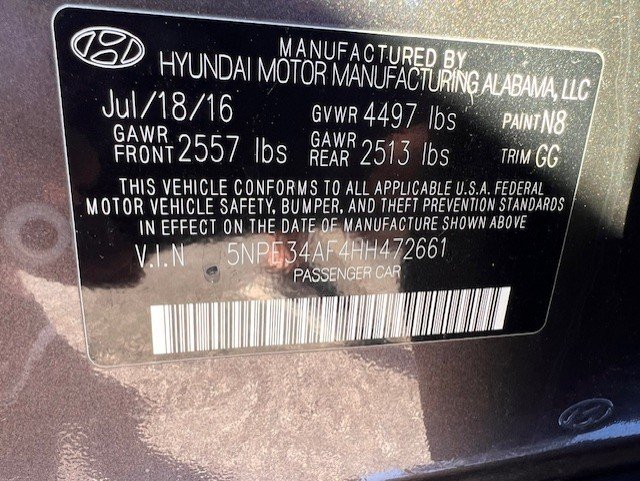 MANUFACTURED BY
HYUNDAI MOTOR MANUFACTURING ALABAMA, LLC
Jul/18/16 GVWR 4497 lbs PAINT N8
GAWR FRONT 2557 lbs GAWR REAR 2513 lbs TRIM GG
THIS VEHICLE CONFORMS TO ALL APPLICABLE U.S.A. FEDERAL
MOTOR VEHICLE SAFETY, BUMPER, AND THEFT PREVENTION STANDARDS
IN EFFECT ON THE DATE OF MANUFACTURE SHOWN ABOVE.
V.I.N 5NPE34AF4HH472661
PASSENGER CAR